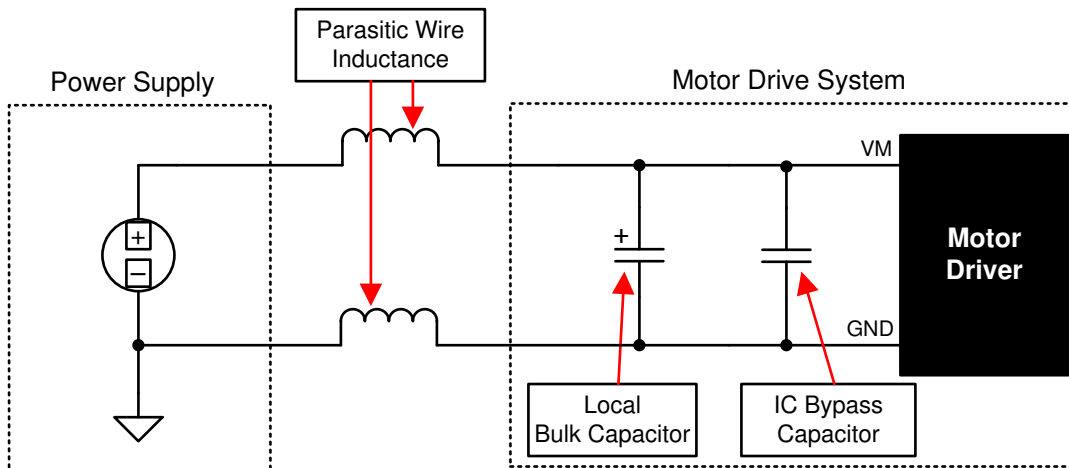 Parasitic Wire
Inductance
Power Supply
Motor Drive System
VM
+
+
−
Motor
Driver
GND
Local
Bulk Capacitor
IC Bypass
Capacitor